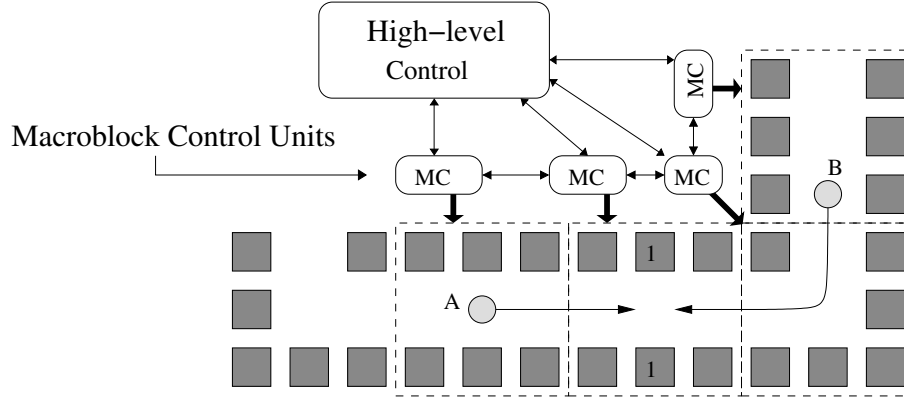 High-level
Control
MC
Macroblock Control Units
MC
MC
MC
B
1
A
1